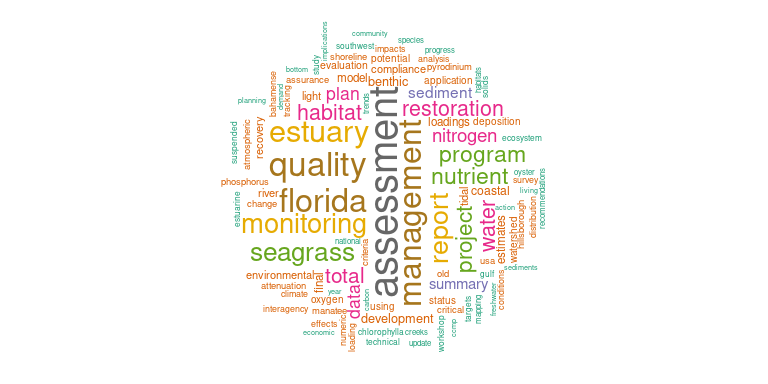 implications
community
species
southwest
impacts
progress
shoreline
potential
analysis
study
evaluation
compliance
pyrodinium
bottom
assurance
model
benthic
application
habitats
solids
bahamense
demand
tracking
light
plan
sediment
planning
trends
habitat
restoration
suspended
atmospheric
recovery
estuary
assessment
management
loadings
deposition
nitrogen
ecosystem
quality
program
phosphorus
nutrient
oyster
survey
river
florida
tidal
coastal
living
recommendations
change
estuarine
monitoring
report
project
water
action
distribution
hillsborough
watershed
estimates
national
criteria
seagrass
usa
environmental
final
total
old
gulf
sediments
attenuation
data
summary
conditions
climate
year
carbon
oxygen
using
status
freshwater
mapping
targets
interagency
manatee
critical
development
effects
numeric
loading
economic
chlorophylla
creeks
workshop
ccmp
technical
update